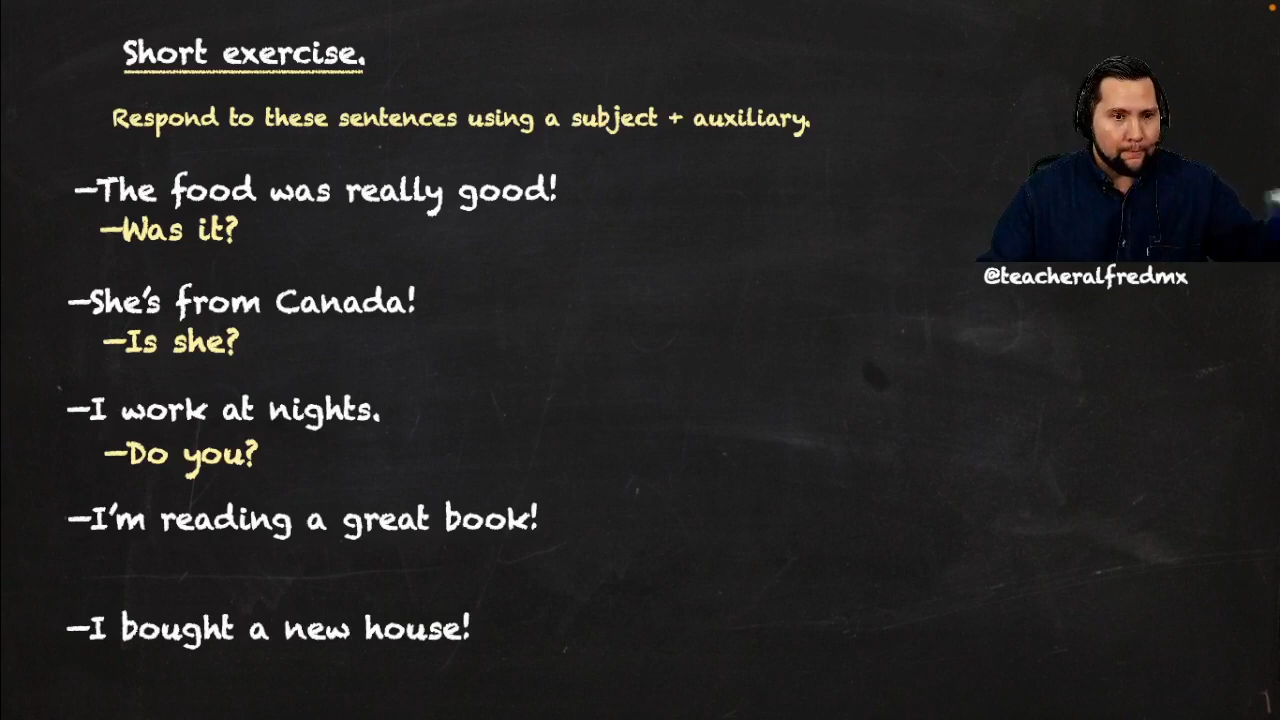 Short exercise.
Respond to these sentences using a subject + auxiliary.
—The food was really good!
—Was it?
—She's from Canada!
—Is she?
—I work at nights.
—Do you?
—I'm reading a great book!
—I bought a new house!
@teacheralfredmx